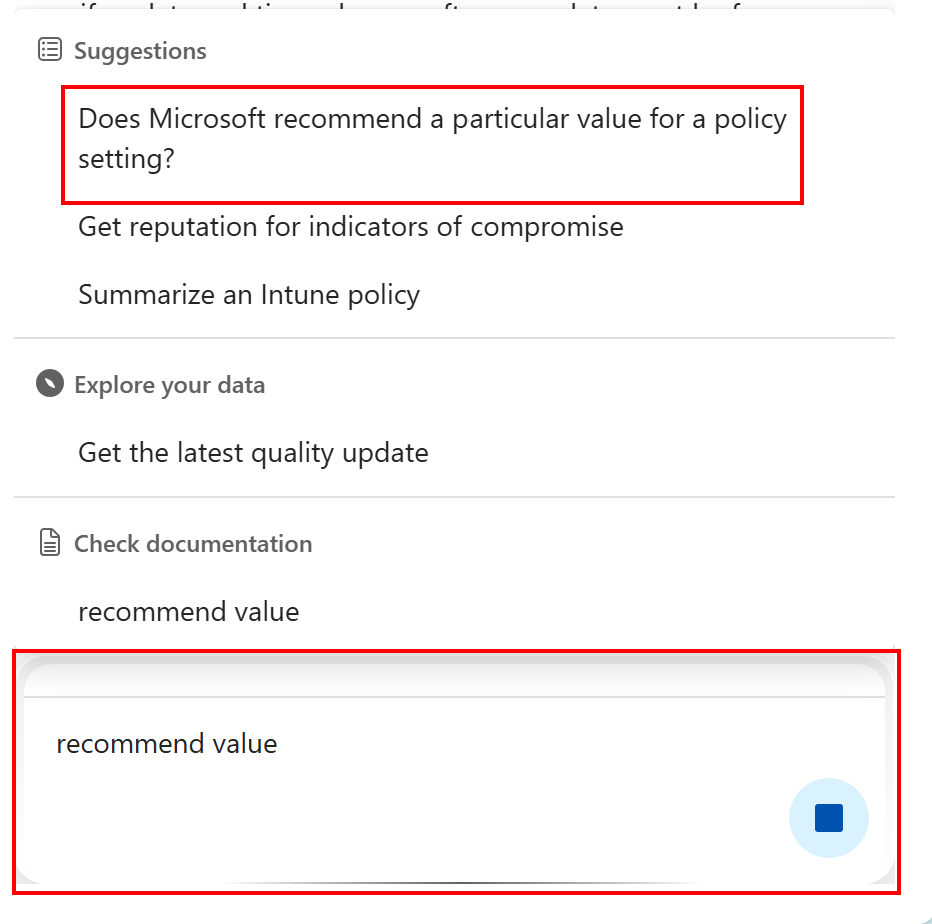 Suggestions
Does Microsoft recommend a particular value for a policy
setting?
Get reputation for indicators of compromise
Summarize an Intune policy
Explore your data
Get the latest quality update
Check documentation
recommend value
recommend value